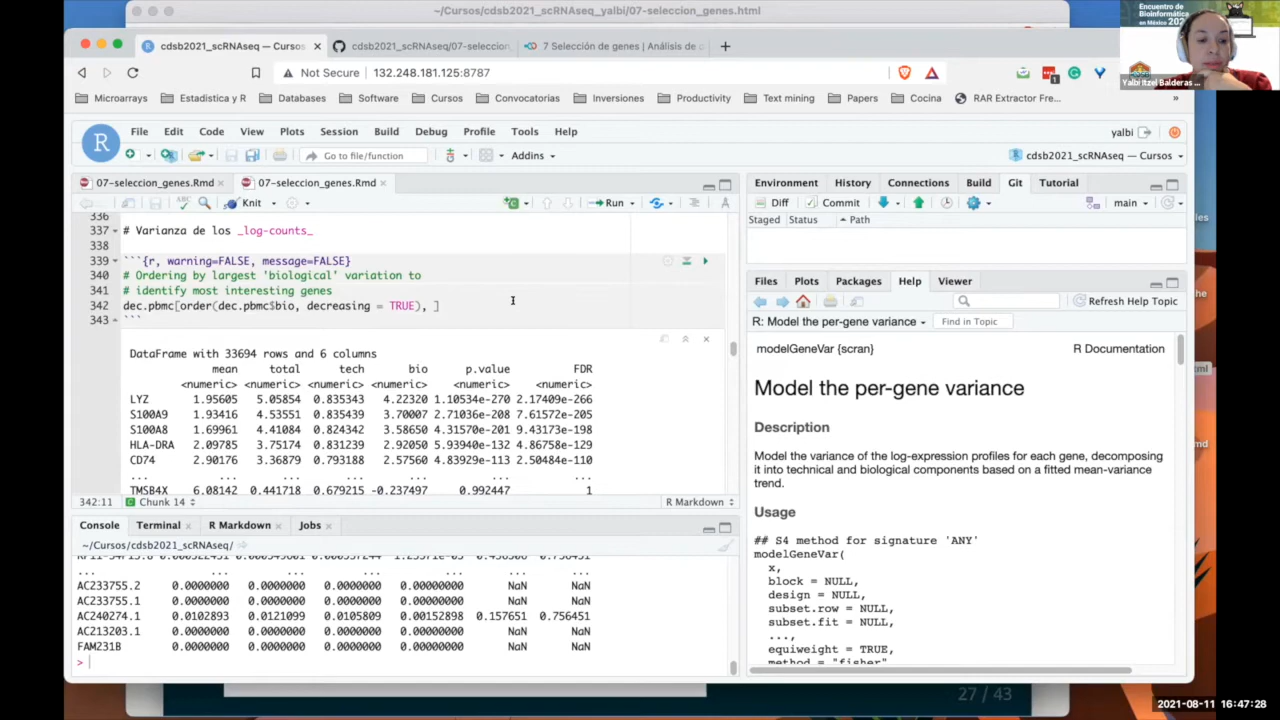 ~/Cursos/cdsb2021_scRNAseq_yalbi/07-seleccion_genes.html
Encuentro de
Bioinformática
en México 202
Yalbi Itzel Balderas ...
cdsb2021_scRNAseq — Cursos
cdsb2021_scRNAseq/07-seleccion.
7 Selección de genes | Análisis de
Not Secure
132.248.181.125:8787
Microarrays
Estadistica y R
Databases
Software
Cursos
Convocatorias
Inversiones
Productivity
Text mining
Papers
Cocina
RAR Extractor Fre...
»
File Edit Code View Plots Session Build Debug Profile Tools Help
yalbi
Go to file/function
Addins
cdsb2021_scRNAseq — Cursos
07-seleccion_genes.Rmd
07-seleccion_genes.Rmd
Knit
Run
336
337 # Varianza de los _log-counts_
338
339 ```{r, warning=FALSE, message=FALSE}
340 # Ordering by largest 'biological' variation to
341 # identify most interesting genes
342 dec.pbmc[order(dec.pbmc$bio, decreasing = TRUE), ]
343 ```
DataFrame with 33694 rows and 6 columns
mean total tech bio p.value FDR
<numeric> <numeric> <numeric> <numeric> <numeric> <numeric>
LYZ 1.95605 5.05854 0.835343 4.22320 1.10534e-270 2.17409e-266
S100A9 1.93416 4.53551 0.835439 3.70007 2.71036e-208 7.61572e-205
S100A8 1.69961 4.41084 0.824342 3.58650 4.31570e-201 9.43173e-198
HLA-DRA 2.09785 3.75174 0.831239 2.92050 5.93940e-132 4.86758e-129
CD74 2.90176 3.36879 0.793188 2.57560 4.83929e-113 2.50484e-110
... ... ... ... ... ... ...
TMSB4X 6.08142 0.441718 0.679215 -0.237497 0.992447 1
342:11 Chunk 14 R Markdown
Console Terminal R Markdown Jobs
~/Cursos/cdsb2021_scRNAseq/
... ... ... ... ... ... ...
AC233755.2 0.0000000 0.0000000 0.0000000 0.00000000 NaN NaN
AC233755.1 0.0000000 0.0000000 0.0000000 0.00000000 NaN NaN
AC240274.1 0.0102893 0.0121099 0.0105809 0.00152898 0.157651 0.756451
AC213203.1 0.0000000 0.0000000 0.0000000 0.00000000 NaN NaN
FAM231B 0.0000000 0.0000000 0.0000000 0.00000000 NaN NaN
>
Environment History Connections Build Git Tutorial
Diff Commit main
Staged Status Path
Files Plots Packages Help Viewer
Refresh Help Topic
R: Model the per-gene variance
Find in Topic
modelGeneVar {scran} R Documentation
Model the per-gene variance
Description
Model the variance of the log-expression profiles for each gene, decomposing
it into technical and biological components based on a fitted mean-variance
trend.
Usage
## S4 method for signature 'ANY'
modelGeneVar(
x,
block = NULL,
design = NULL,
subset.row = NULL,
subset.fit = NULL,
...,
equiweight = TRUE,
method = "fisher"
27 / 43
2021-08-11 16:47:28